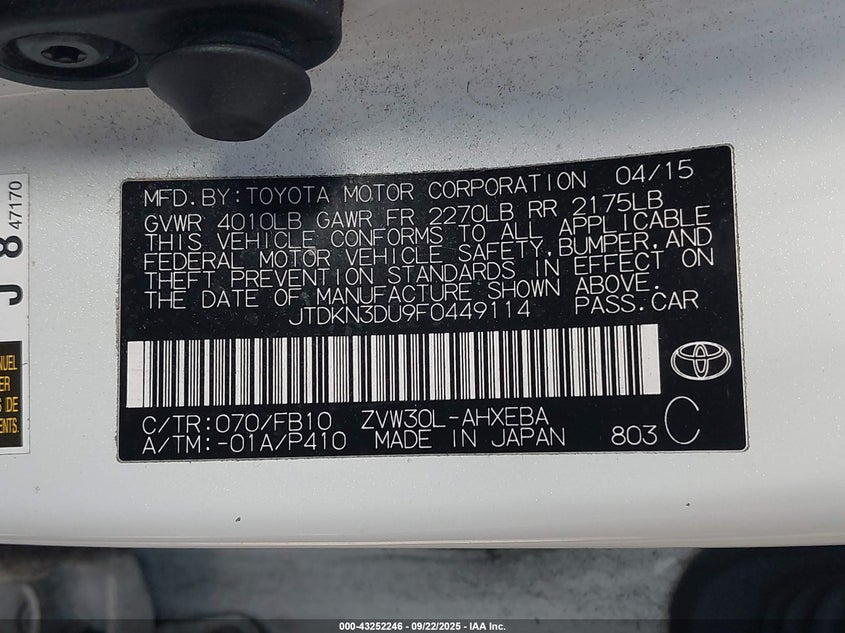 MFD.BY:TOYOTA MOTOR CORPORATION 04/15
GVWR 4010LB GAWR FR 2270LB RR 2175LB
THIS VEHICLE CONFORMS TO ALL APPLICABLE
FEDERAL MOTOR VEHICLE SAFETY,BUMPER,AND
THEFT PREVENTION STANDARDS IN EFFECT ON
THE DATE OF MANUFACTURE SHOWN ABOVE.
JTDKN3DU9F0449114 PASS.CAR
C/TR:070/FB10 ZVW30L-AHXEBA
A/TM:-01A/P410 MADE IN JAPAN 803 C
J 8
47170
DE
000-43252246 - 09/22/2025 - IAA Inc.